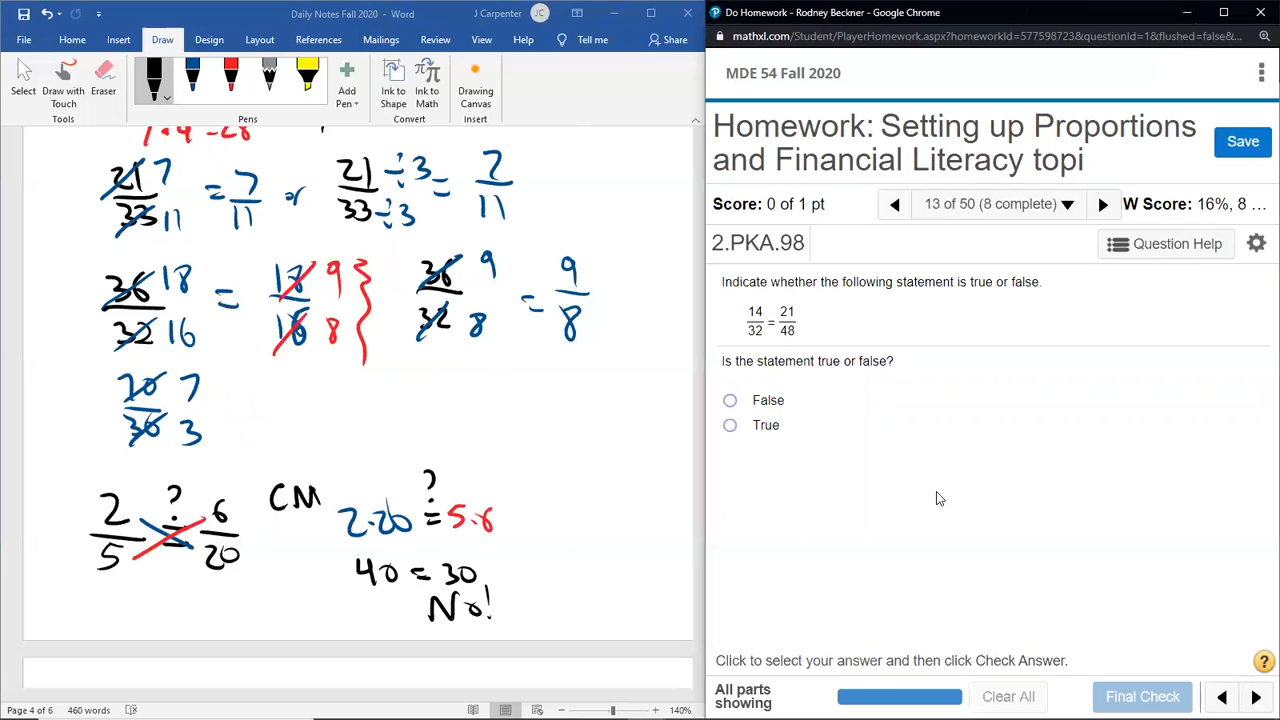 Daily Notes Fall 2020 - Word
J Carpenter JC
File Home Insert Draw Design Layout References Mailings Review View Help Tell me Share
Select
Draw with Touch
Eraser
Add Pen
Ink to Shape
Ink to Math
Drawing Canvas
Tools Pens Convert Insert
7·4=28
21/33 7/11 = 7/11 or 21÷3/33÷3 = 7/11
36/32 18/16 = 18/16 9/8 36/32 9/8 = 9/8
70/30 7/3
2/5 ?= 6/20 CM 2·20 ?= 5·6
40 = 30
No!
Page 4 of 6 460 words 140%
Do Homework - Rodney Beckner - Google Chrome
mathxl.com/Student/PlayerHomework.aspx?homeworkId=577598723&questionId=1&flushed=false&...
MDE 54 Fall 2020
Homework: Setting up Proportions
and Financial Literacy topi
Save
Score: 0 of 1 pt
13 of 50 (8 complete)
W Score: 16%, 8 ...
2.PKA.98
Question Help
Indicate whether the following statement is true or false.
14/32 = 21/48
Is the statement true or false?
False
True
Click to select your answer and then click Check Answer.
?
All parts
showing
Clear All
Final Check